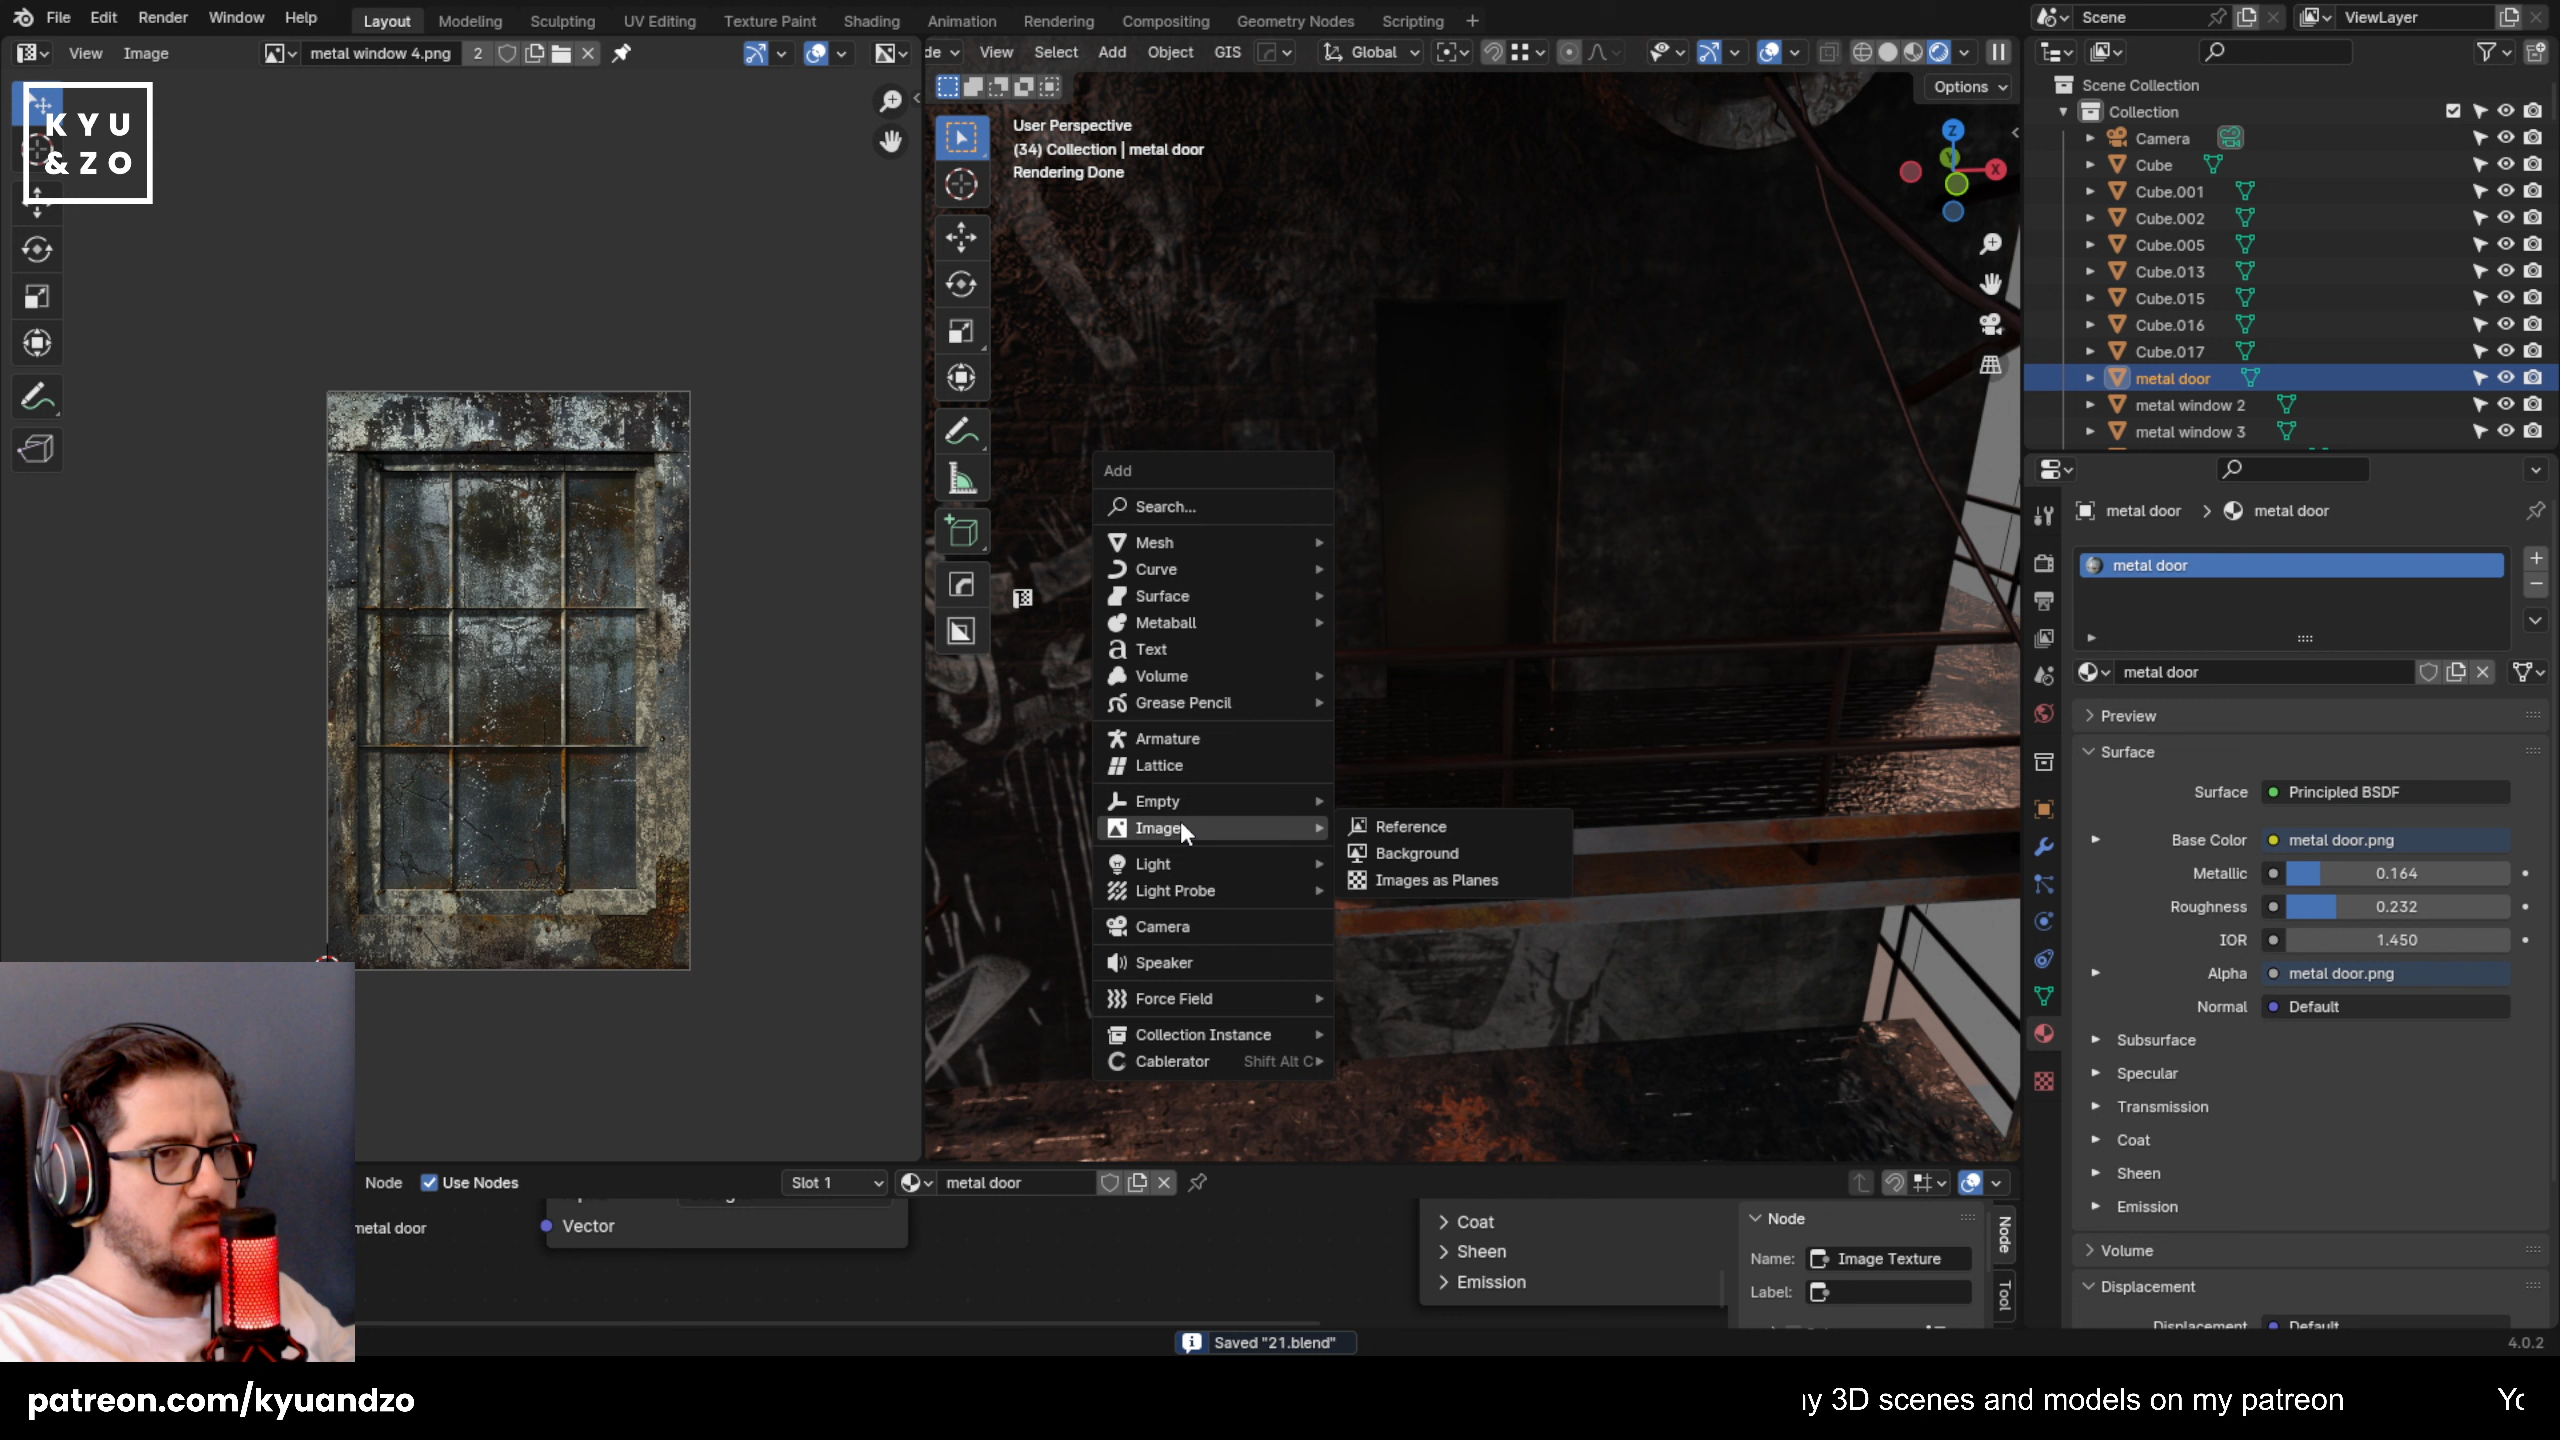 File Edit Render Window Help
Layout Modeling Sculpting UV Editing Texture Paint Shading Animation Rendering Compositing Geometry Nodes Scripting
Scene
ViewLayer
View Image
metal window 4.png 2
View Select Add Object GIS
Global
Options
KYU
&ZO
User Perspective
(34) Collection | metal door
Rendering Done
Z
X
Add
Search...
Mesh
Curve
Surface
Metaball
Text
Volume
Grease Pencil
Armature
Lattice
Empty
Image
Light
Light Probe
Camera
Speaker
Force Field
Collection Instance
Cablerator Shift Alt C
Reference
Background
Images as Planes
Scene Collection
Collection
Camera
Cube
Cube.001
Cube.002
Cube.005
Cube.013
Cube.015
Cube.016
Cube.017
metal door
metal window 2
metal window 3
metal door > metal door
metal door
metal door
Preview
Surface
Surface Principled BSDF
Base Color metal door.png
Metallic 0.164
Roughness 0.232
IOR 1.450
Alpha metal door.png
Normal Default
Subsurface
Specular
Transmission
Coat
Sheen
Emission
Volume
Displacement
Displacement Default
Node Use Nodes
Slot 1
metal door
metal door
Vector
Coat
Sheen
Emission
Node
Name: Image Texture
Label:
Node
Tool
Saved "21.blend"
4.0.2
patreon.com/kyuandzo
3D scenes and models on my patreon